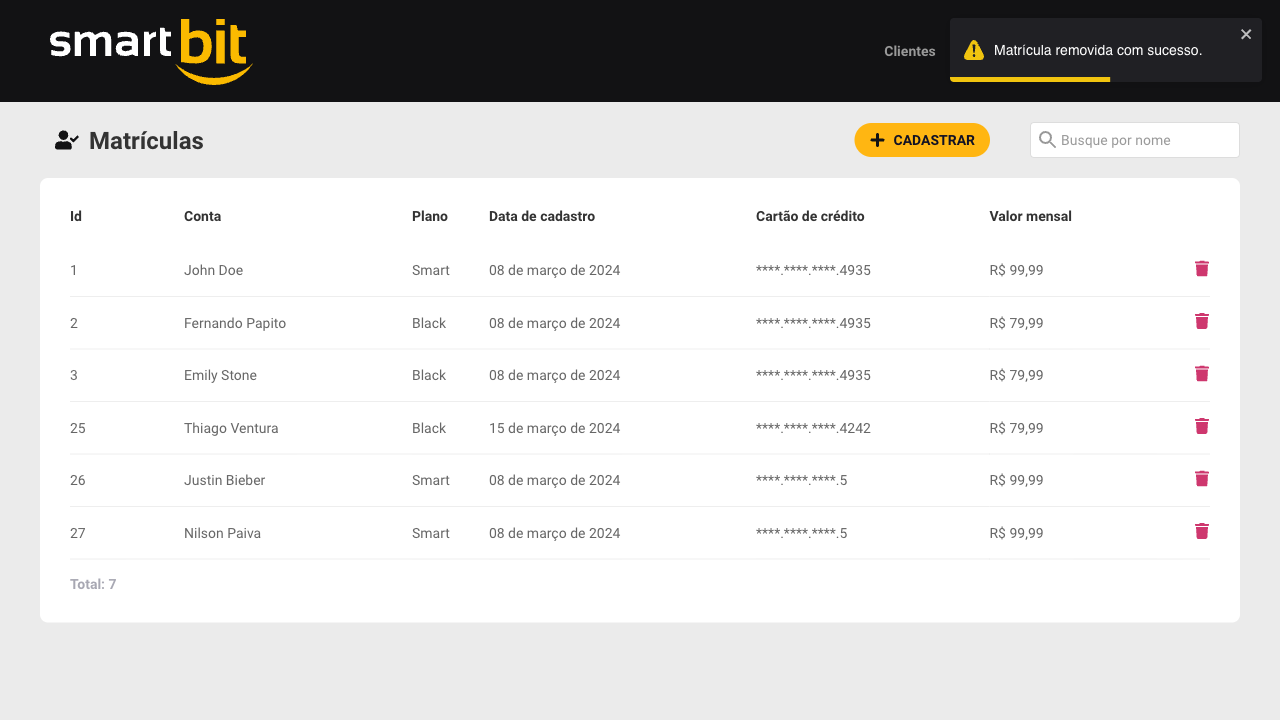 smartbit
Clientes
Matrícula removida com sucesso.
Matrículas
CADASTRAR
Busque por nome
Id Conta Plano Data de cadastro Cartão de crédito Valor mensal
1 John Doe Smart 08 de março de 2024 ****.****.****.4935 R$ 99,99
2 Fernando Papito Black 08 de março de 2024 ****.****.****.4935 R$ 79,99
3 Emily Stone Black 08 de março de 2024 ****.****.****.4935 R$ 79,99
25 Thiago Ventura Black 15 de março de 2024 ****.****.****.4242 R$ 79,99
26 Justin Bieber Smart 08 de março de 2024 ****.****.****.5 R$ 99,99
27 Nilson Paiva Smart 08 de março de 2024 ****.****.****.5 R$ 99,99
Total: 7